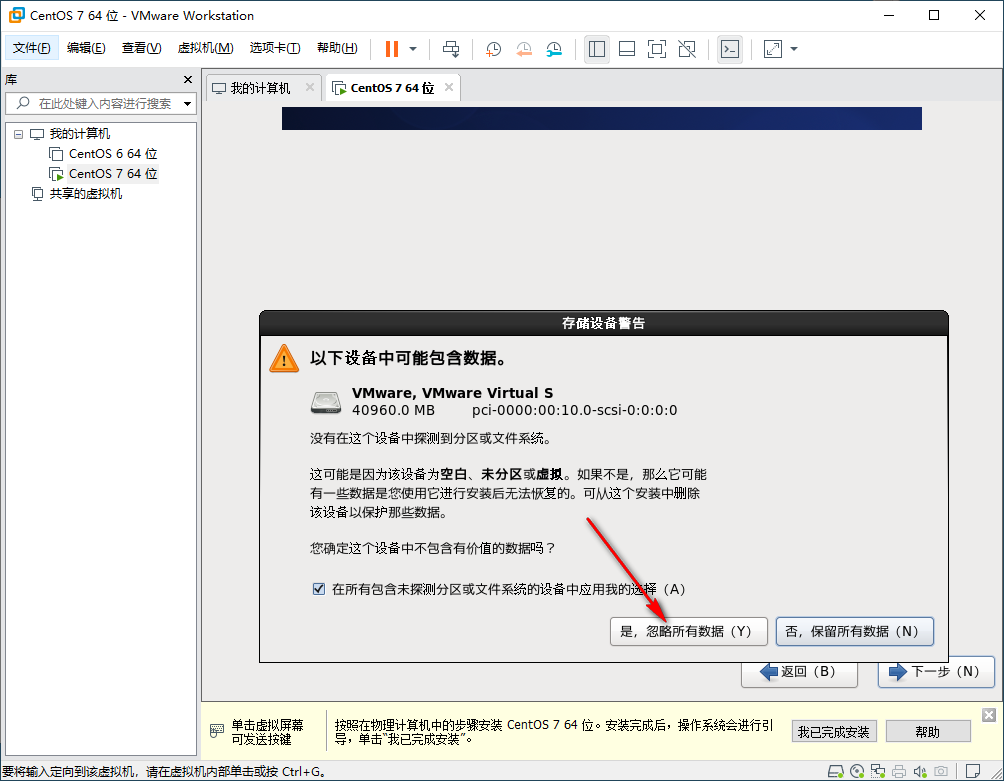 CentOS 7 64 位 - VMware Workstation
文件(F) 编辑(E) 查看(V) 虚拟机(M) 选项卡(T) 帮助(H)
库
在此处键入内容进行搜索
我的计算机
CentOS 6 64 位
CentOS 7 64 位
共享的虚拟机
我的计算机
CentOS 7 64 位
存储设备警告
以下设备中可能包含数据。
VMware, VMware Virtual S
40960.0 MB pci-0000:00:10.0-scsi-0:0:0:0
没有在这个设备中探测到分区或文件系统。
这可能是因为该设备为空白、未分区或虚拟。如果不是，那么它可能
有一些数据是您使用它进行安装后无法恢复的。可从这个安装中删除
该设备以保护那些数据。
您确定这个设备中不包含有价值的数据吗？
在所有包含未探测分区或文件系统的设备中应用我的选择（A）
是，忽略所有数据（Y） 否，保留所有数据（N）
返回（B） 下一步（N）
单击虚拟屏幕
可发送按键
按照在物理计算机中的步骤安装 CentOS 7 64 位。安装完成后，操作系统会进行引
导，单击“我已完成安装”。
我已完成安装 帮助
要将输入定向到该虚拟机，请在虚拟机内部单击或按 Ctrl+G。